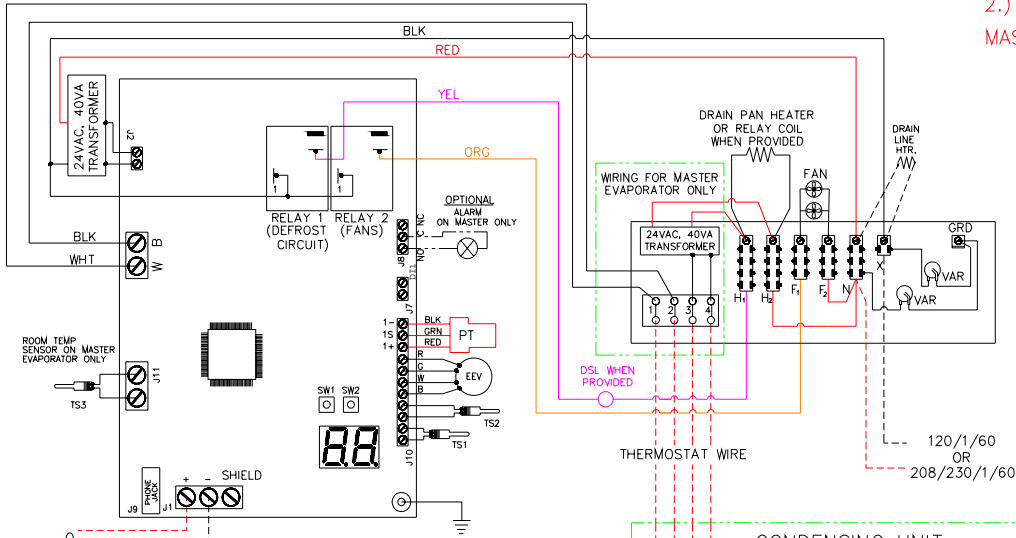 2.)
MAS
BLK
RED
YEL
ORG
24VAC, 40VA
TRANSFORMER
J2
RELAY 1
(DEFROST
CIRCUIT)
RELAY 2
(FANS)
1
1
OPTIONAL
ALARM
ON MASTER ONLY
NC
C
NO
J8
DI1
J7
BLK
WHT
B
W
1-
1S
1+
BLK
GRN
RED
PT
R
G
W
B
EEV
TS2
TS1
J10
ROOM TEMP
SENSOR ON MASTER
EVAPORATOR ONLY
TS3
J11
SW1
SW2
88
PHONE
JACK
J9
J1
+
-
SHIELD
DRAIN PAN HEATER
OR RELAY COIL
WHEN PROVIDED
DRAIN
LINE
HTR.
WIRING FOR MASTER
EVAPORATOR ONLY
FAN
24VAC, 40VA
TRANSFORMER
1
2
3
4
H1
H2
F1
F2
N
X
GRD
VAR
VAR
DSL WHEN
PROVIDED
THERMOSTAT WIRE
120/1/60
OR
208/230/1/60
CONDENSING UNIT